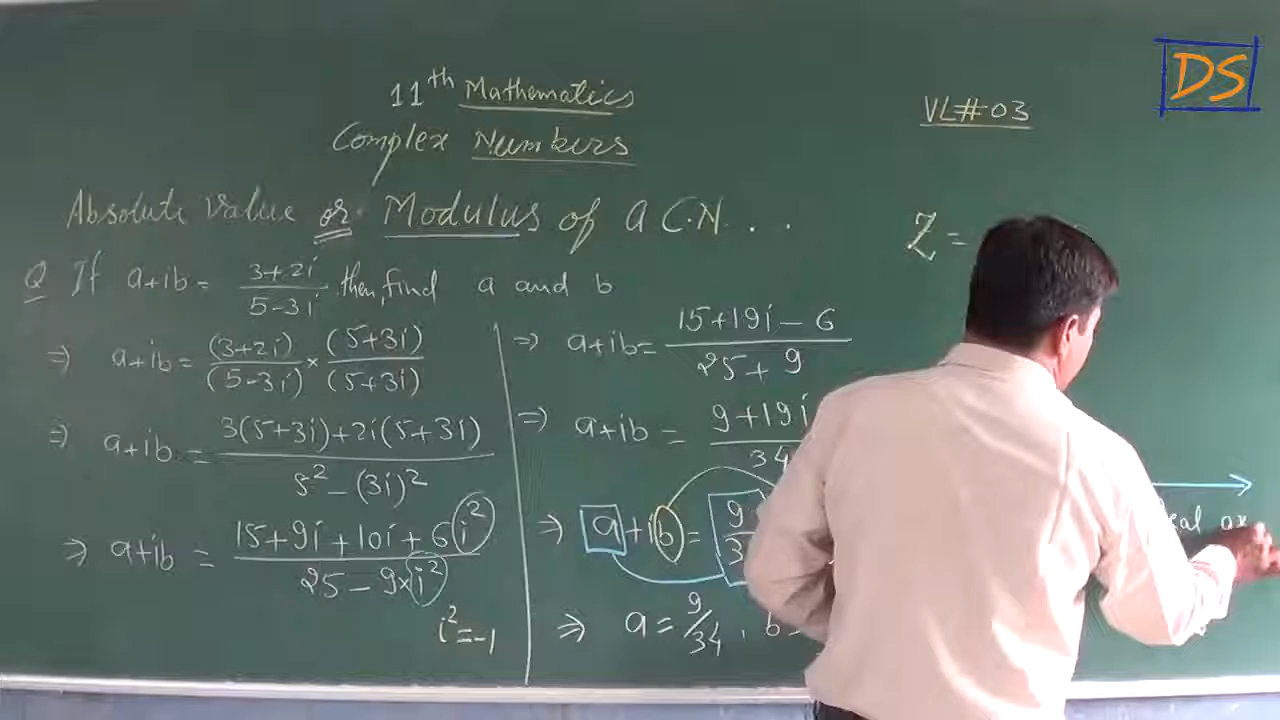 DS
11th Mathematics
VL#03
Complex Numbers
Absolute Value or Modulus of a C.N. . .
Z =
Q If a+ib = 3+2i / 5-3i then, find a and b
⇒ a+ib = (3+2i) / (5-3i) × (5+3i) / (5+3i)
⇒ a+ib = 3(5+3i)+2i(5+3i) / 5² - (3i)²
⇒ a+ib = 15+9i+10i+6i² / 25-9×i²
i²=-1
⇒ a+ib = 15+19i-6 / 25+9
⇒ a+ib = 9+19i / 34
⇒ a+ib = 9
⇒ a = 9/34, b